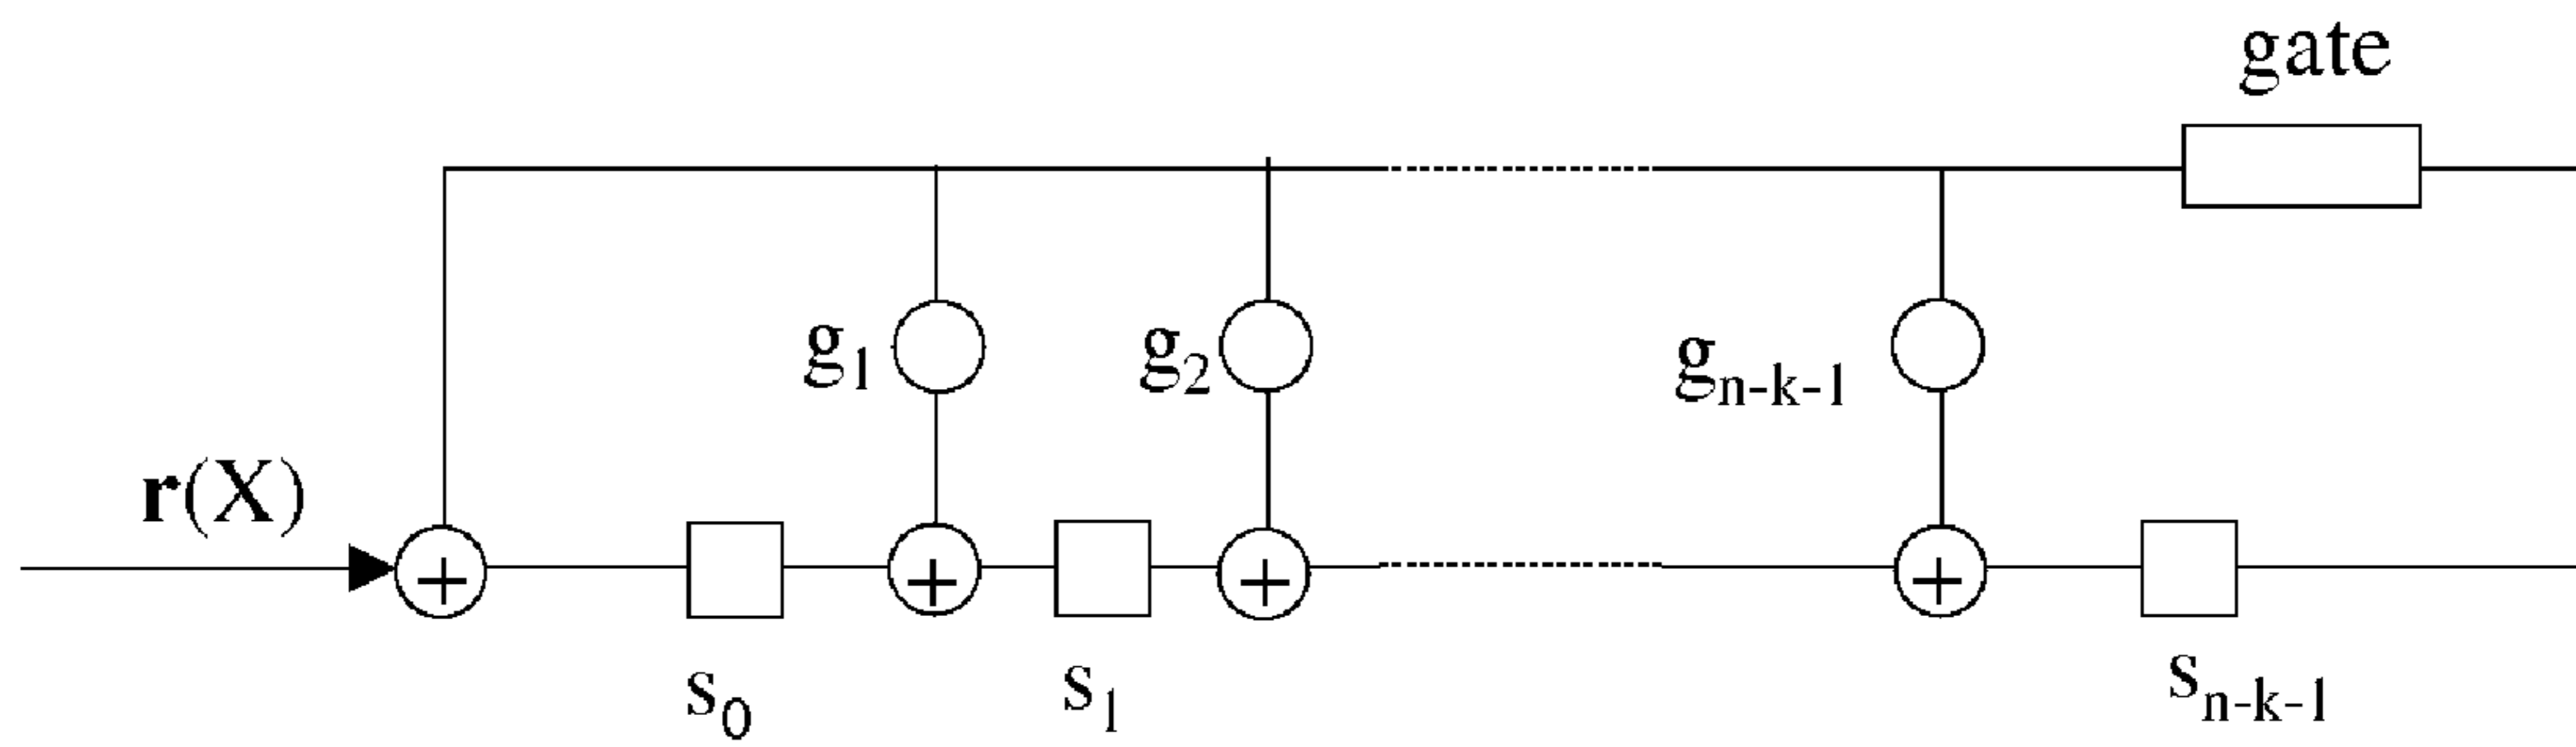 gate
g₁
g₂
gₙ₋ₖ₋₁
r(X)
+
+
+
+
s₀
s₁
sₙ₋ₖ₋₁